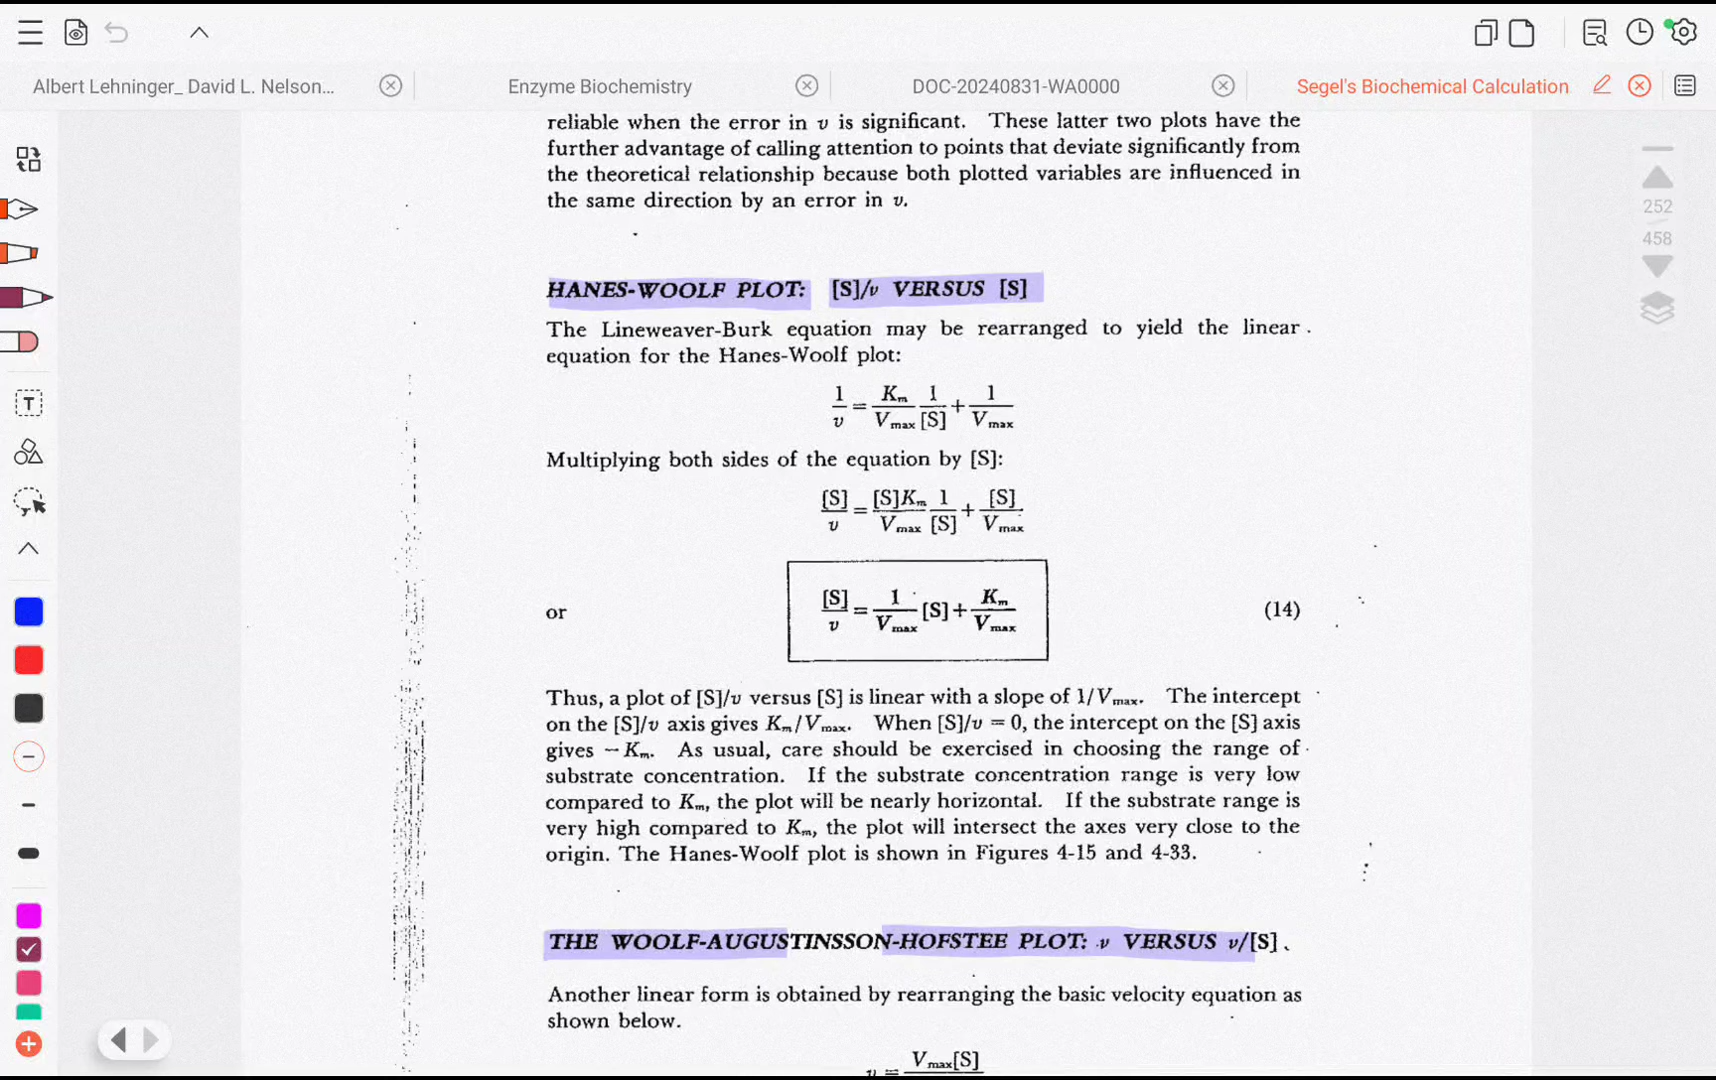 Albert Lehninger_ David L. Nelson...
Enzyme Biochemistry
DOC-20240831-WA0000
Segel's Biochemical Calculation
252
458
T
reliable when the error in v is significant. These latter two plots have the
further advantage of calling attention to points that deviate significantly from
the theoretical relationship because both plotted variables are influenced in
the same direction by an error in v.
HANES-WOOLF PLOT: [S]/v VERSUS [S]
The Lineweaver-Burk equation may be rearranged to yield the linear
equation for the Hanes-Woolf plot:
1/v = Km/Vmax 1/[S] + 1/Vmax
Multiplying both sides of the equation by [S]:
[S]/v = [S]Km/Vmax 1/[S] + [S]/Vmax
or [S]/v = 1/Vmax [S] + Km/Vmax (14)
Thus, a plot of [S]/v versus [S] is linear with a slope of 1/Vmax. The intercept
on the [S]/v axis gives Km/Vmax. When [S]/v = 0, the intercept on the [S] axis
gives −Km. As usual, care should be exercised in choosing the range of
substrate concentration. If the substrate concentration range is very low
compared to Km, the plot will be nearly horizontal. If the substrate range is
very high compared to Km, the plot will intersect the axes very close to the
origin. The Hanes-Woolf plot is shown in Figures 4-15 and 4-33.
THE WOOLF-AUGUSTINSSON-HOFSTEE PLOT: v VERSUS v/[S]
Another linear form is obtained by rearranging the basic velocity equation as
shown below.
v = Vmax[S]